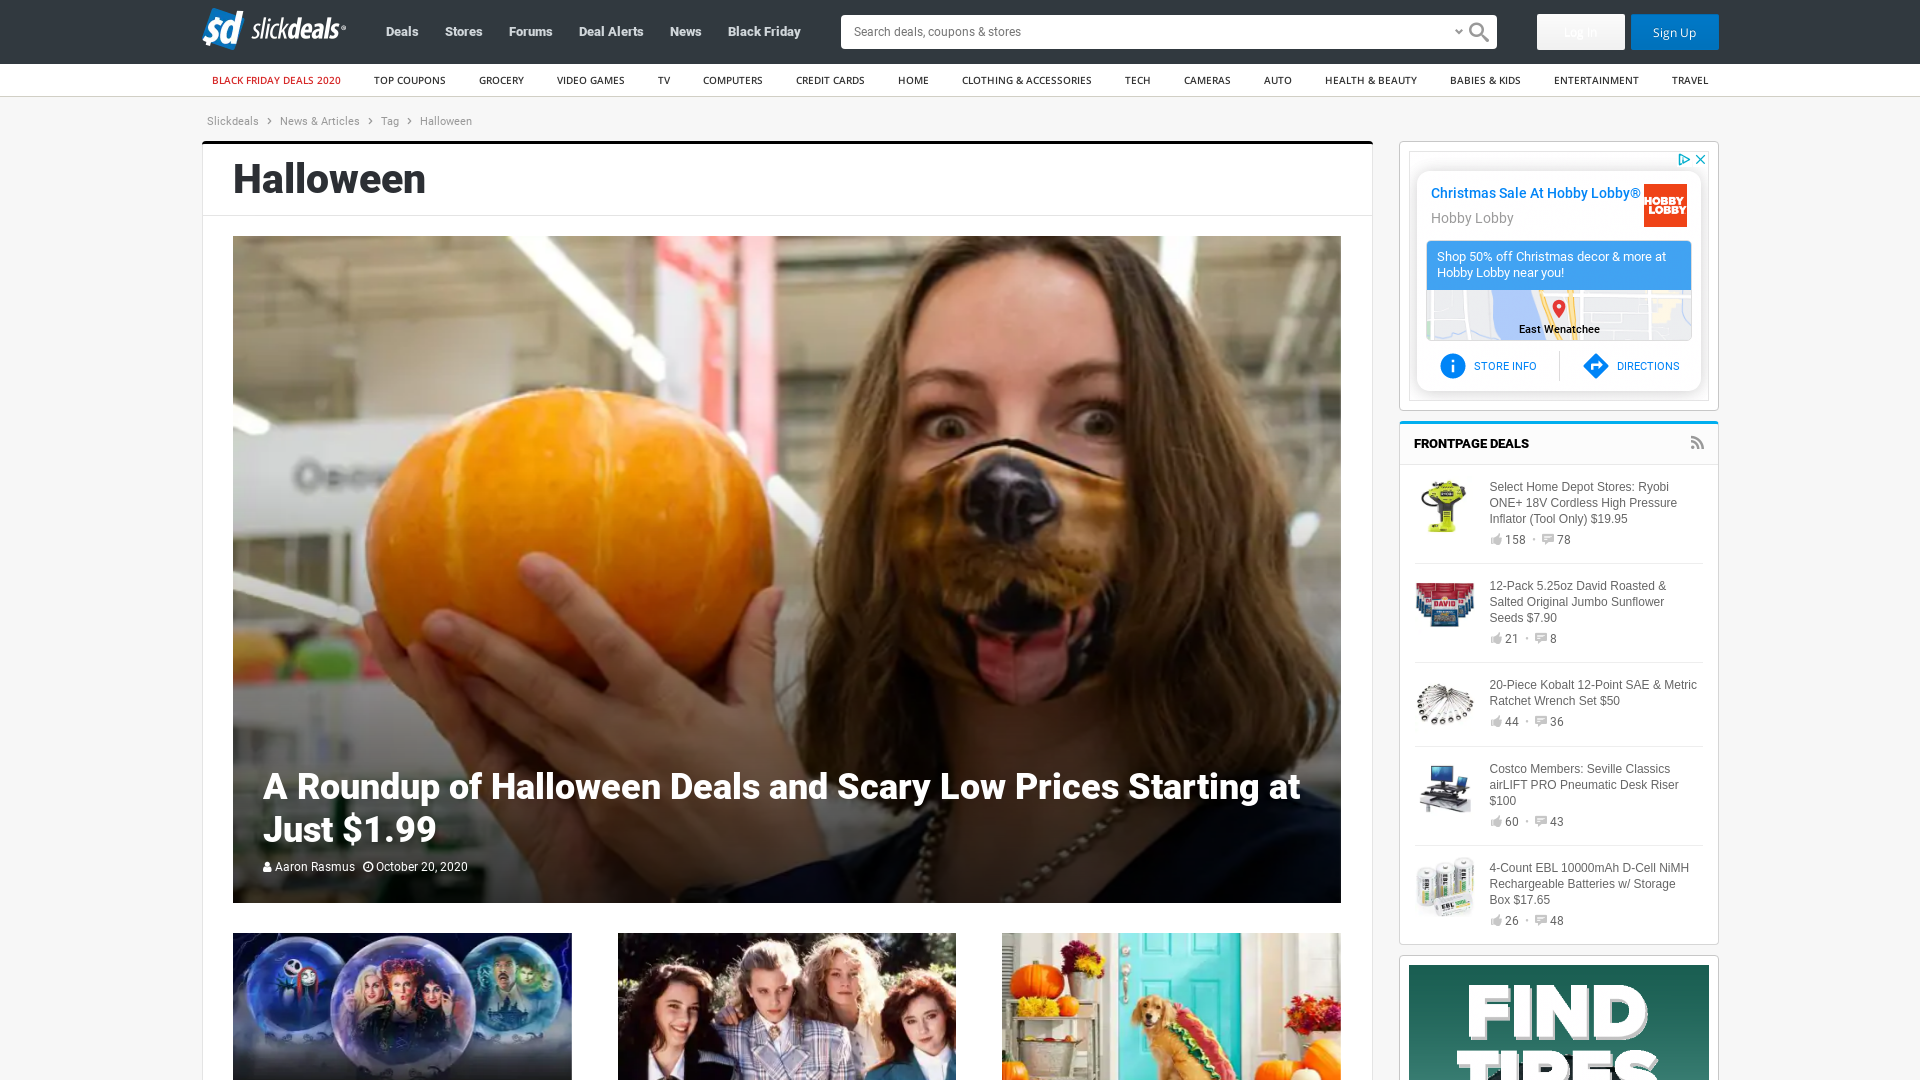 $d slickdeals
Deals
Stores
Forums
Deal Alerts
News
Black Friday
Search deals, coupons & stores
Log In
Sign Up
BLACK FRIDAY DEALS 2020
TOP COUPONS
GROCERY
VIDEO GAMES
TV
COMPUTERS
CREDIT CARDS
HOME
CLOTHING & ACCESSORIES
TECH
CAMERAS
AUTO
HEALTH & BEAUTY
BABIES & KIDS
ENTERTAINMENT
TRAVEL
Slickdeals > News & Articles > Tag > Halloween
Halloween
A Roundup of Halloween Deals and Scary Low Prices Starting at
Just $1.99
Aaron Rasmus October 20, 2020
Christmas Sale At Hobby Lobby®
Hobby Lobby
HOBBY
LOBBY
Shop 50% off Christmas decor & more at
Hobby Lobby near you!
East Wenatchee
STORE INFO
DIRECTIONS
FRONTPAGE DEALS
Select Home Depot Stores: Ryobi
ONE+ 18V Cordless High Pressure
Inflator (Tool Only) $19.95
158 • 78
12-Pack 5.25oz David Roasted &
Salted Original Jumbo Sunflower
Seeds $7.90
21 • 8
DAVID
20-Piece Kobalt 12-Point SAE & Metric
Ratchet Wrench Set $50
44 • 36
Costco Members: Seville Classics
airLIFT PRO Pneumatic Desk Riser
$100
60 • 43
4-Count EBL 10000mAh D-Cell NiMH
Rechargeable Batteries w/ Storage
Box $17.65
26 • 48
EBL
FIND
TIRES